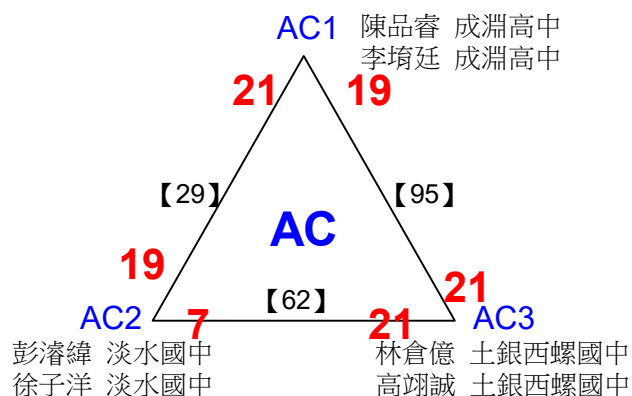 AC1 陳品睿 成淵高中
李堉廷 成淵高中
21 19
【29】 【95】
AC
19 21
【62】
AC2 7 21 AC3
彭濬緯 淡水國中 林倉億 土銀西螺國中
徐子洋 淡水國中 高翊誠 土銀西螺國中